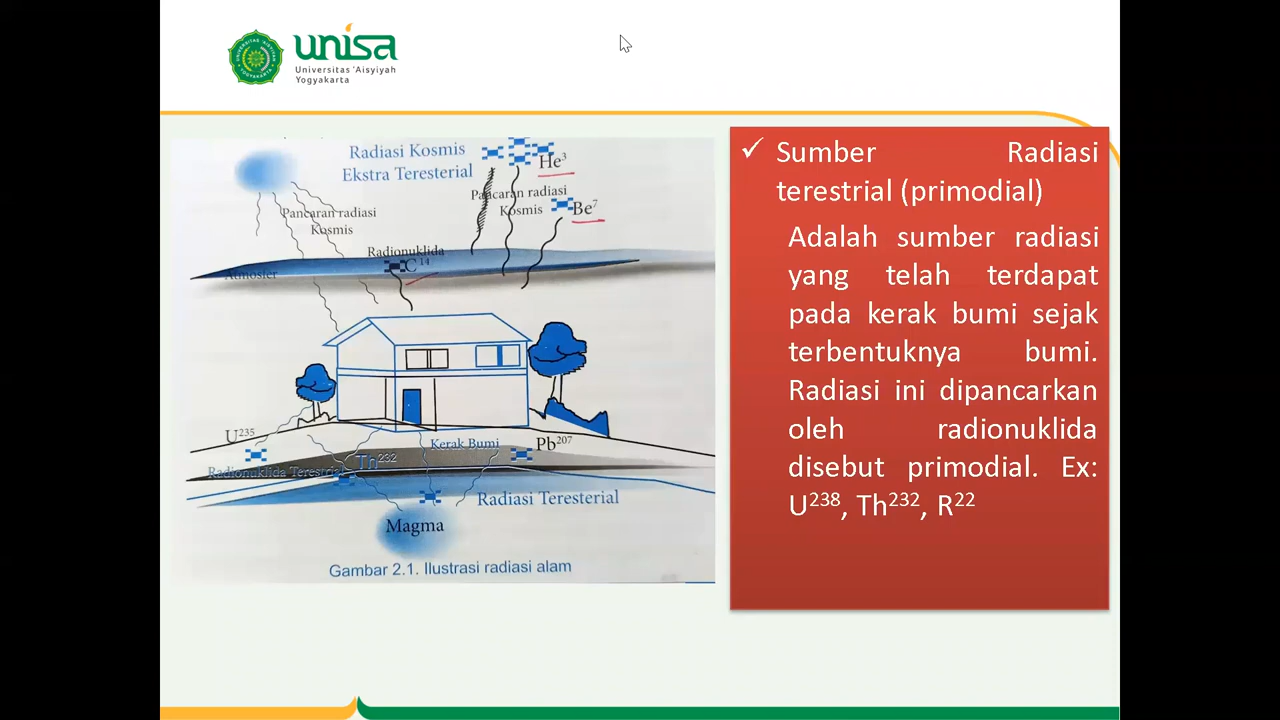 unisa
Universitas 'Aisyiyah
Yogyakarta
Radiasi Kosmis
Ekstra Teresterial
He³
Pancaran radiasi
Kosmis
Be⁷
Pancaran radiasi
Kosmis
Radionuklida
C¹⁴
Atmosfer
U²³⁵
Radionuklida Terestrial
Th²³²
Kerak Bumi
Pb²⁰⁷
Radiasi Teresterial
Magma
Gambar 2.1. Ilustrasi radiasi alam
✓ Sumber Radiasi
terestrial (primodial)
Adalah sumber radiasi
yang telah terdapat
pada kerak bumi sejak
terbentuknya bumi.
Radiasi ini dipancarkan
oleh radionuklida
disebut primodial. Ex:
U²³⁸, Th²³², R²²